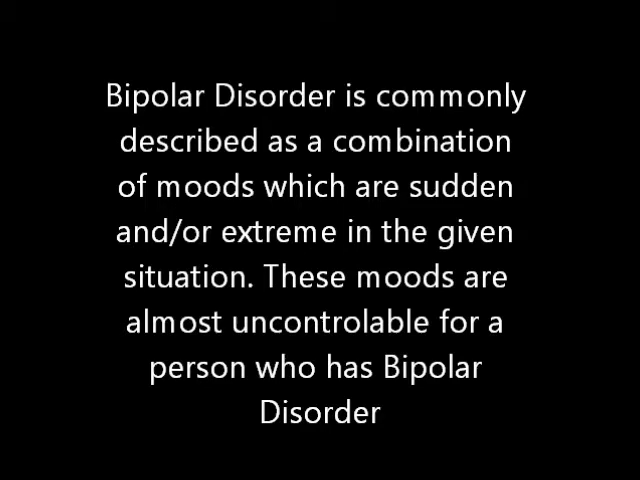 Bipolar Disorder is commonly
described as a combination
of moods which are sudden
and/or extreme in the given
situation. These moods are
almost uncontrolable for a
person who has Bipolar
Disorder